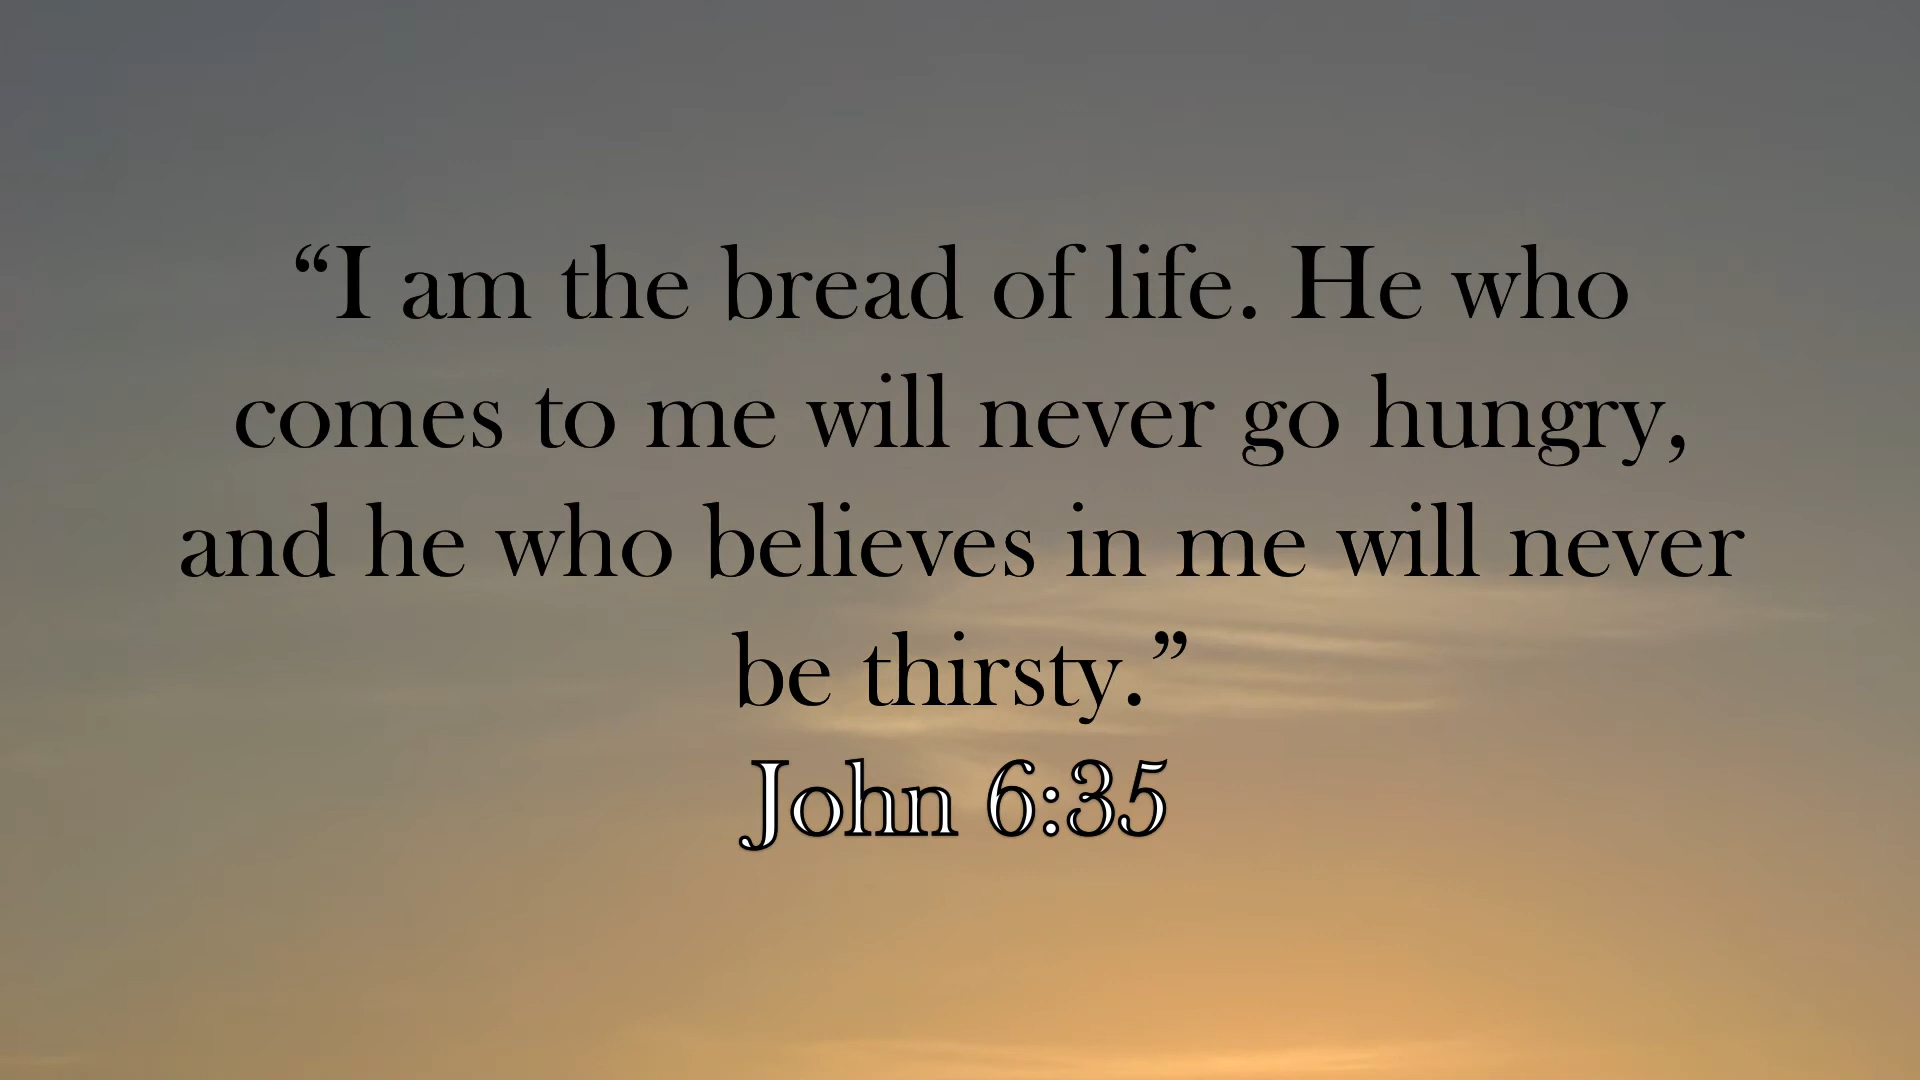 “I am the bread of life. He who
comes to me will never go hungry,
and he who believes in me will never
be thirsty.”
John 6:35